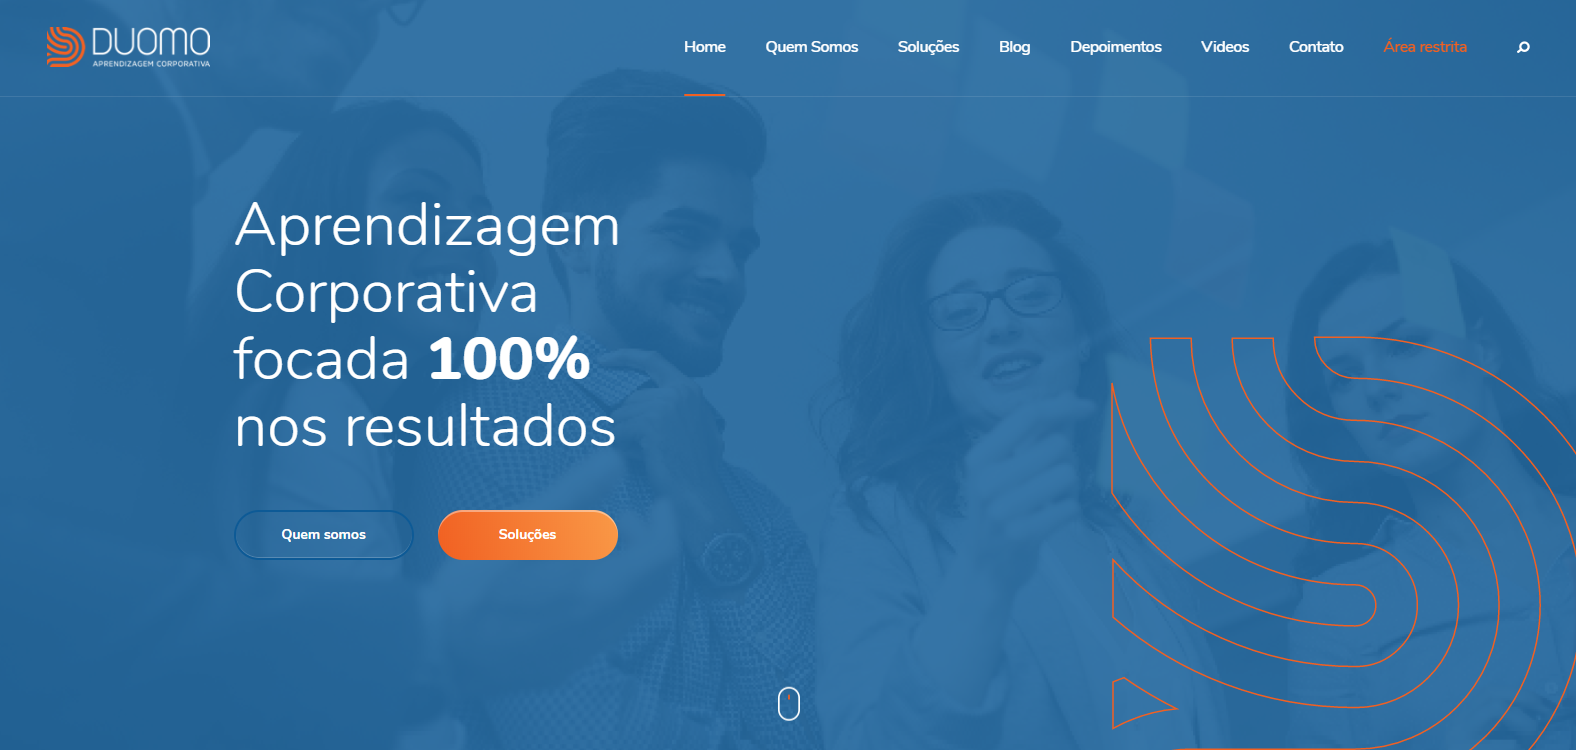 DUOMO
APRENDIZAGEM CORPORATIVA
Home Quem Somos Soluções Blog Depoimentos Videos Contato Área restrita
Aprendizagem
Corporativa
focada 100%
nos resultados
Quem somos Soluções